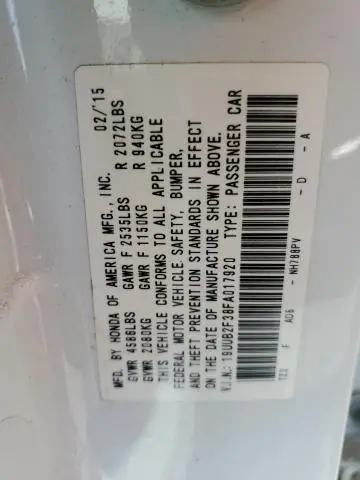 MFD. BY HONDA OF AMERICA MFG., INC. 02/'15
GVWR 4586LBS GAWR F 2535LBS R 2072LBS
GVWR 2080KG GAWR F 1150KG R 940KG
THIS VEHICLE CONFORMS TO ALL APPLICABLE
FEDERAL MOTOR VEHICLE SAFETY, BUMPER,
AND THEFT PREVENTION STANDARDS IN EFFECT
ON THE DATE OF MANUFACTURE SHOWN ABOVE.
V.I.N.: 19UUB2F38FA017920 TYPE: PASSENGER CAR
TZ3 F AD6 - NH788PV - D - A